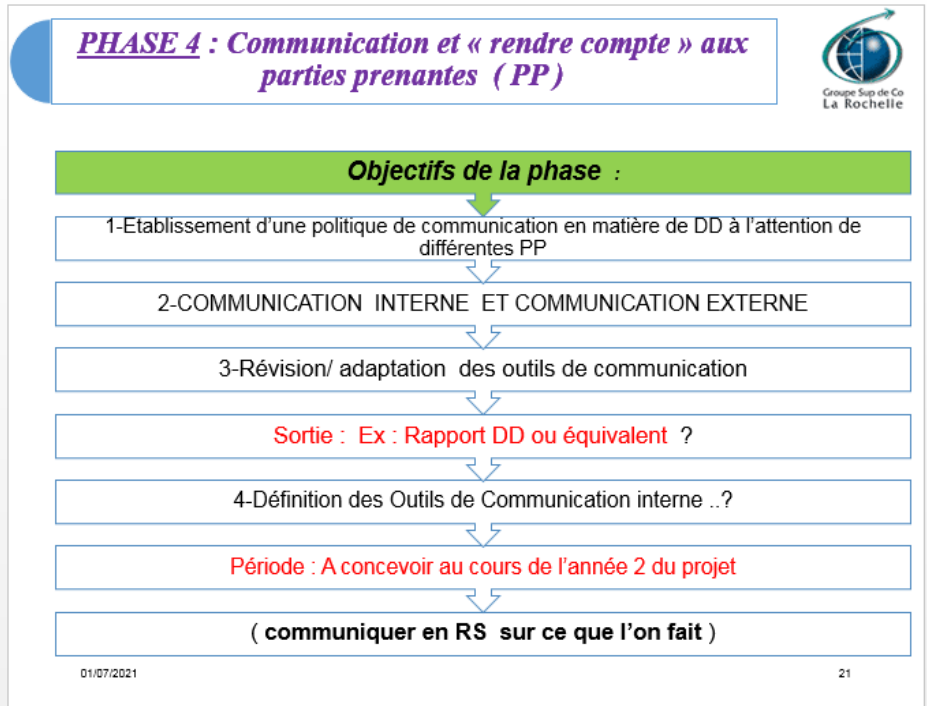 PHASE 4 : Communication et « rendre compte » aux
parties prenantes ( PP )
Groupe Sup de Co
La Rochelle
Objectifs de la phase :
1-Etablissement d’une politique de communication en matière de DD à l’attention de
différentes PP
2-COMMUNICATION INTERNE ET COMMUNICATION EXTERNE
3-Révision/ adaptation des outils de communication
Sortie : Ex : Rapport DD ou équivalent ?
4-Définition des Outils de Communication interne ..?
Période : A concevoir au cours de l’année 2 du projet
( communiquer en RS sur ce que l’on fait )
01/07/2021
21